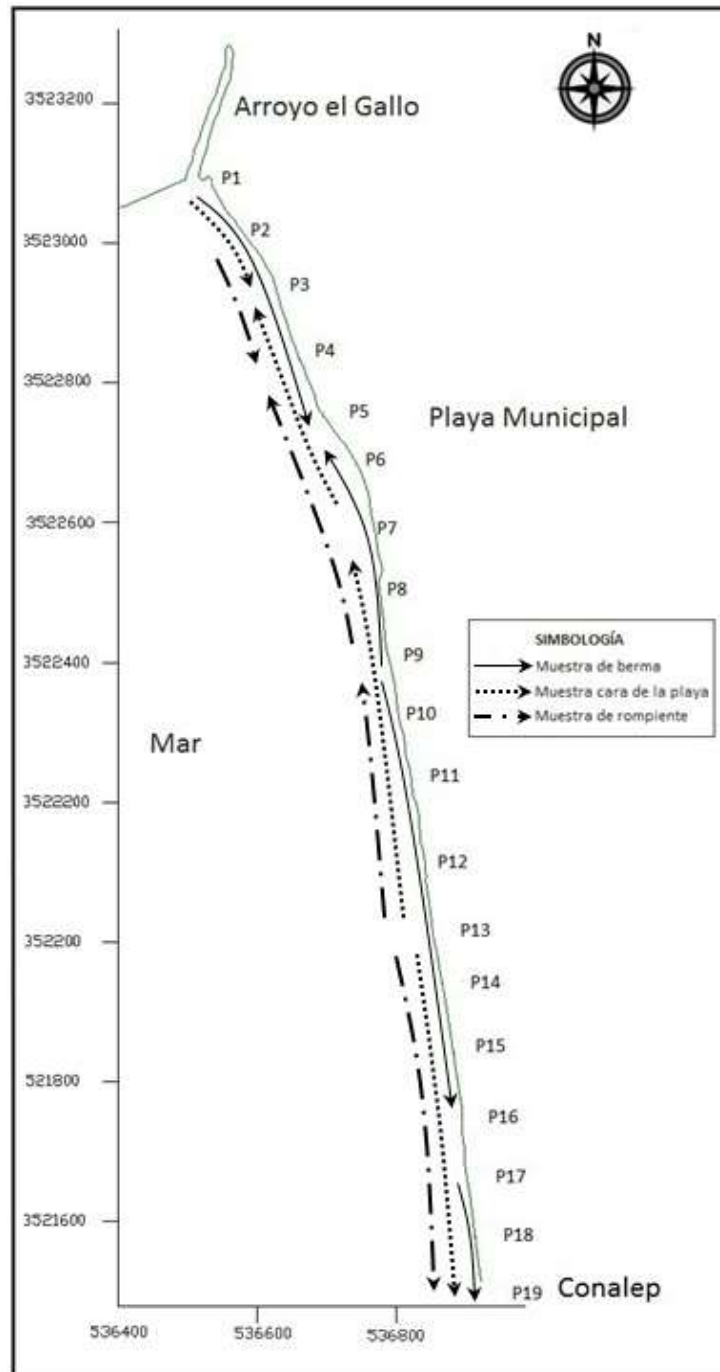 N
3523200
Arroyo el Gallo
P1
P2
3523000
P3
P4
3522800
P5
Playa Municipal
P6
3522600
P7
P8
SIMBOLOGÍA
Muestra de berma
Muestra cara de la playa
Muestra de rompiente
3522400
P9
P10
Mar
P11
3522200
P12
P13
352200
P14
P15
521800
P16
P17
3521600
P18
P19
Conalep
536400
536600
536800